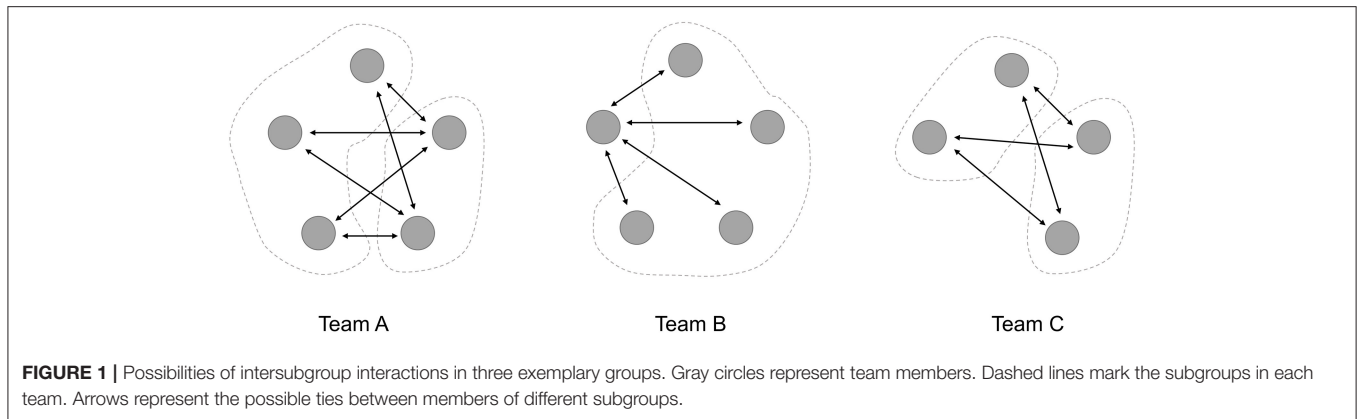 Team A
Team B
Team C
FIGURE 1 | Possibilities of intersubgroup interactions in three exemplary groups. Gray circles represent team members. Dashed lines mark the subgroups in each
team. Arrows represent the possible ties between members of different subgroups.